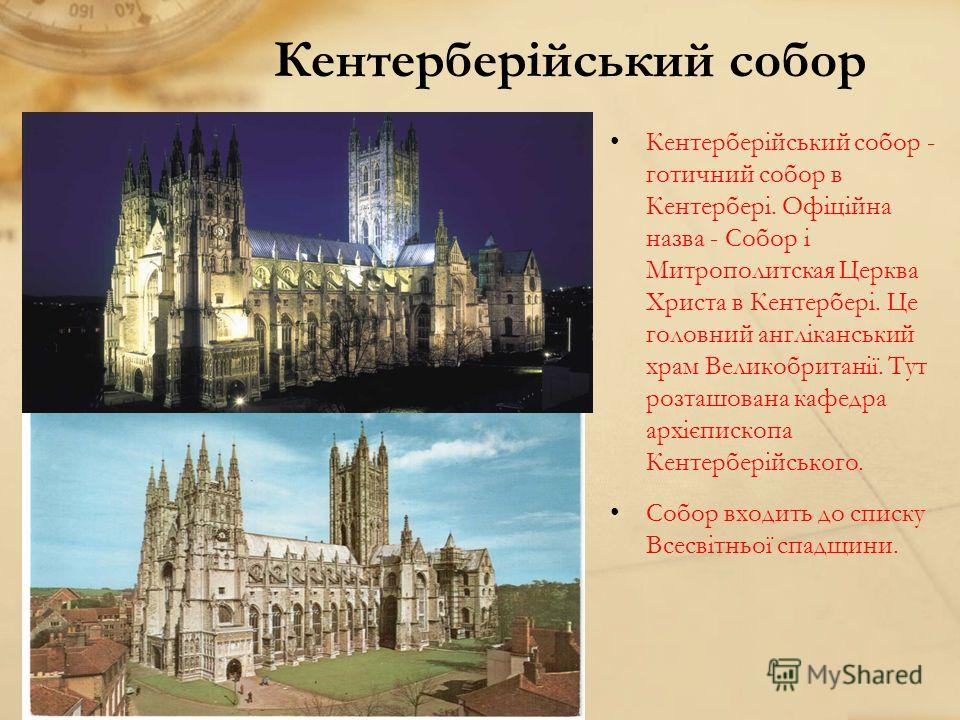 Кентерберійський собор
• Кентерберійський собор -
готичний собор в
Кентербері. Офіційна
назва - Собор і
Митрополитская Церква
Христа в Кентербері. Це
головний англіканський
храм Великобританії. Тут
розташована кафедра
архієпископа
Кентерберійського.
• Собор входить до списку
Всесвітньої спадщини.
MyShared